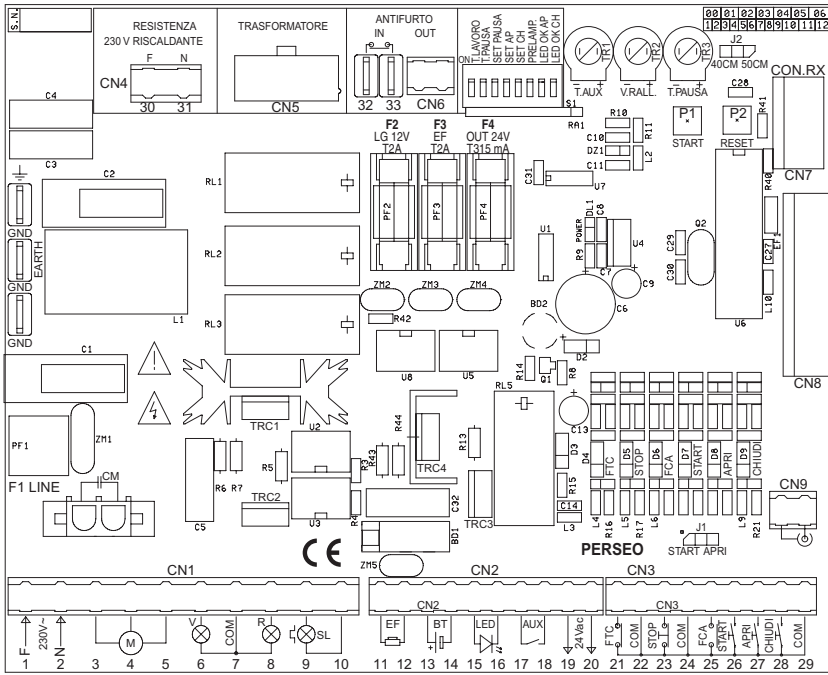 S.N.
00 01 02 03 04 05 06
1 2 3 4 5 6 7 8 9 10 11 12
RESISTENZA
230 V RISCALDANTE
F N
CN4
30 31
TRASFORMATORE
CN5
ANTIFURTO
IN OUT
32 33 CN6
ON
T.LAVORO
T.PAUSA
SET PAUSA
SET AP
SET CH
PRELAMP.
LED OK AP
LED OK CH
S1
RA1
TR1
- +
T.AUX
TR2
- +
V.RALL.
TR3
- +
T.PAUSA
J2
40CM 50CM
C28
CON.RX
P1
START
P2
RESET
R41
CN7
C4
C3
C2
GND
EARTH
GND
GND
L1
C1
RL1
RL2
RL3
F2
LG 12V
T2A
F3
EF
T2A
F4
OUT 24V
T315 mA
PF2
PF3
PF4
ZM2
ZM3
ZM4
R42
R10
C10
DZ1
C11
R11
L2
C31
U7
U1
POWER
DL1
C8
R9
C7
U4
C9
C6
BD2
D2
C29
C30
Q2
R40
EF1
C27
L10
U6
CN8
U8
U5
R14
Q1
R8
RL5
C13
PF1
ZM1
F1 LINE
CM
TRC1
TRC2
C5
R6
R7
R5
U2
U3
R3
R4
R43
R44
TRC4
R13
TRC3
C32
BD1
ZM5
D3
R15
C14
L3
D4
FTC
D5
STOP
D6
FCA
D7
START
D8
APRI
D9
CHIUDI
L4
R16
L5
R17
L6
L9
R21
J1
START APRI
CN9
CE
PERSEO
CN1
CN2
CN2
CN3
CN3
F
230V~
N
M
V
COM
R
SL
EF
BT
+
LED
AUX
24Vac
FTC
COM
STOP
COM
FCA
START
APRI
CHIUDI
COM
1 2 3 4 5 6 7 8 9 10 11 12 13 14 15 16 17 18 19 20 21 22 23 24 25 26 27 28 29